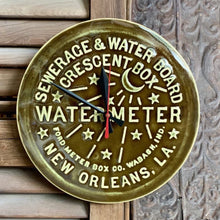 SEWERAGE & WATER BOARD
CRESCENT BOX
WATER METER
FORD METER BOX CO. WABASH, IND.
NEW ORLEANS, LA.